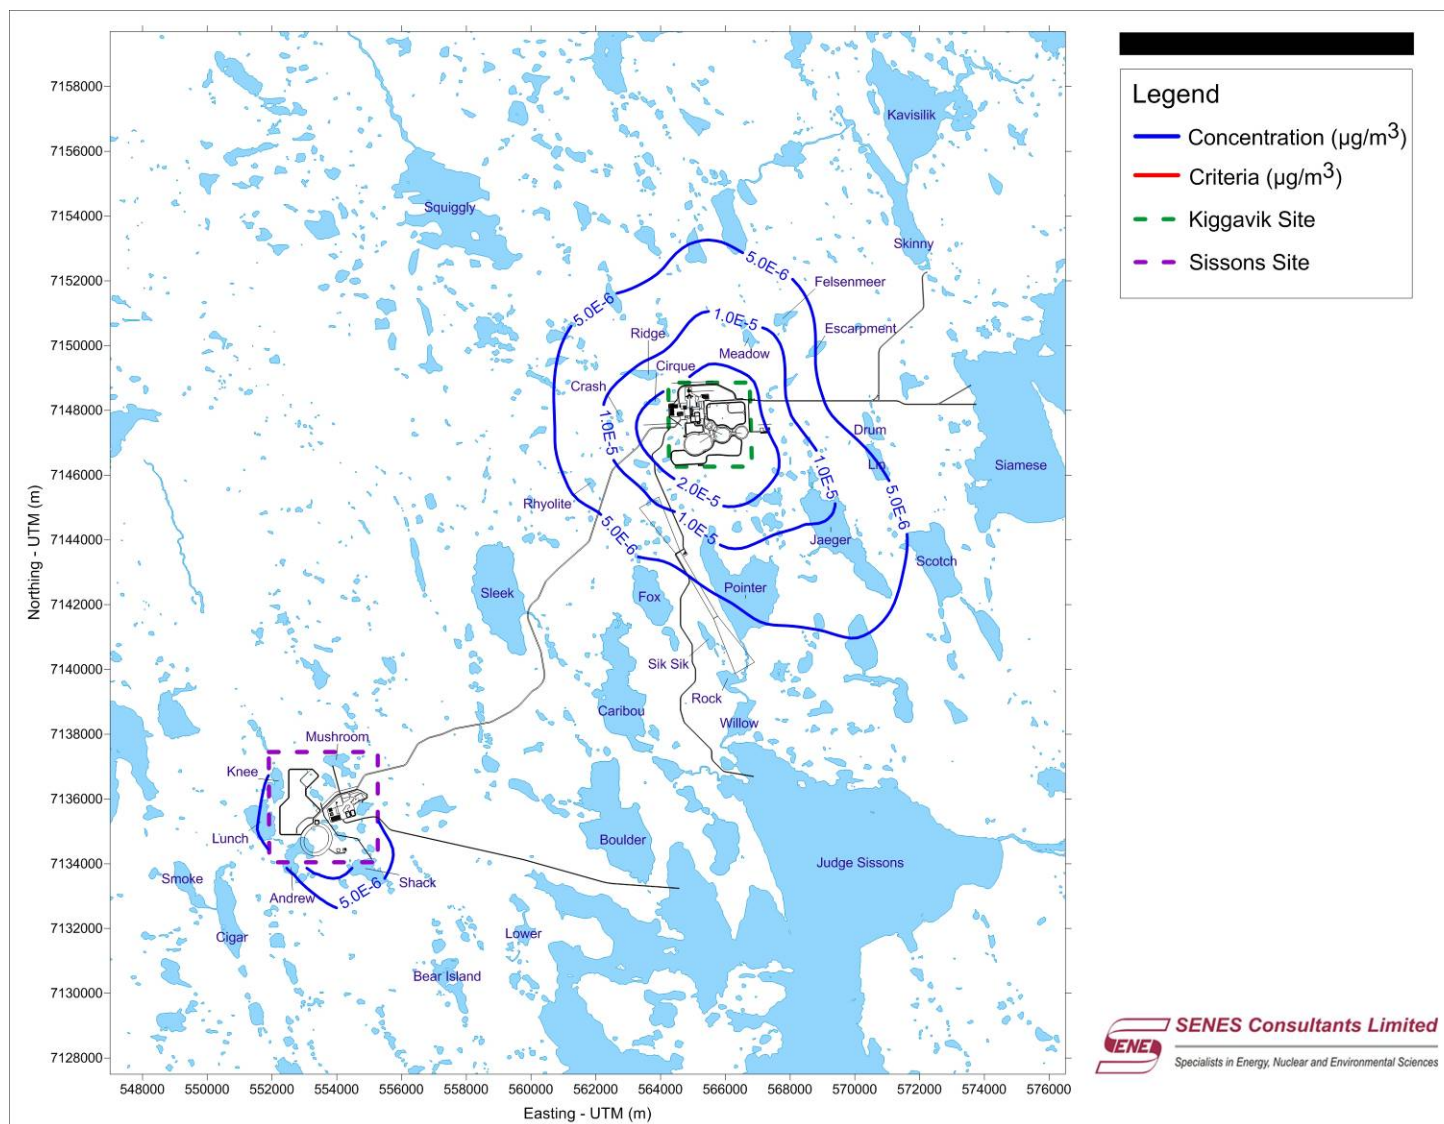 Legend
Concentration (µg/m³)
Criteria (µg/m³)
Kiggavik Site
Sissons Site
Northing - UTM (m)
7158000
7156000
7154000
7152000
7150000
7148000
7146000
7144000
7142000
7140000
7138000
7136000
7134000
7132000
7130000
7128000
Kavisilik
Squiggly
Skinny
5.0E-6
Felsenmeer
5.0E-6
1.0E-5
Escarpment
Ridge
Meadow
Cirque
Crash
1.0E-5
Drum
Lin
Siamese
1.0E-5
2.0E-5
5.0E-6
Rhyolite
5.0E-6
1.0E-5
Jaeger
Scotch
Sleek
Fox
Pointer
Sik Sik
Rock
Caribou
Willow
Mushroom
Knee
Lunch
Boulder
Judge Sissons
Smoke
Shack
5.0E-6
Andrew
Cigar
Lower
Bear Island
548000 550000 552000 554000 556000 558000 560000 562000 564000 566000 568000 570000 572000 574000 576000
Easting - UTM (m)
SENES Consultants Limited
SENES
Specialists in Energy, Nuclear and Environmental Sciences